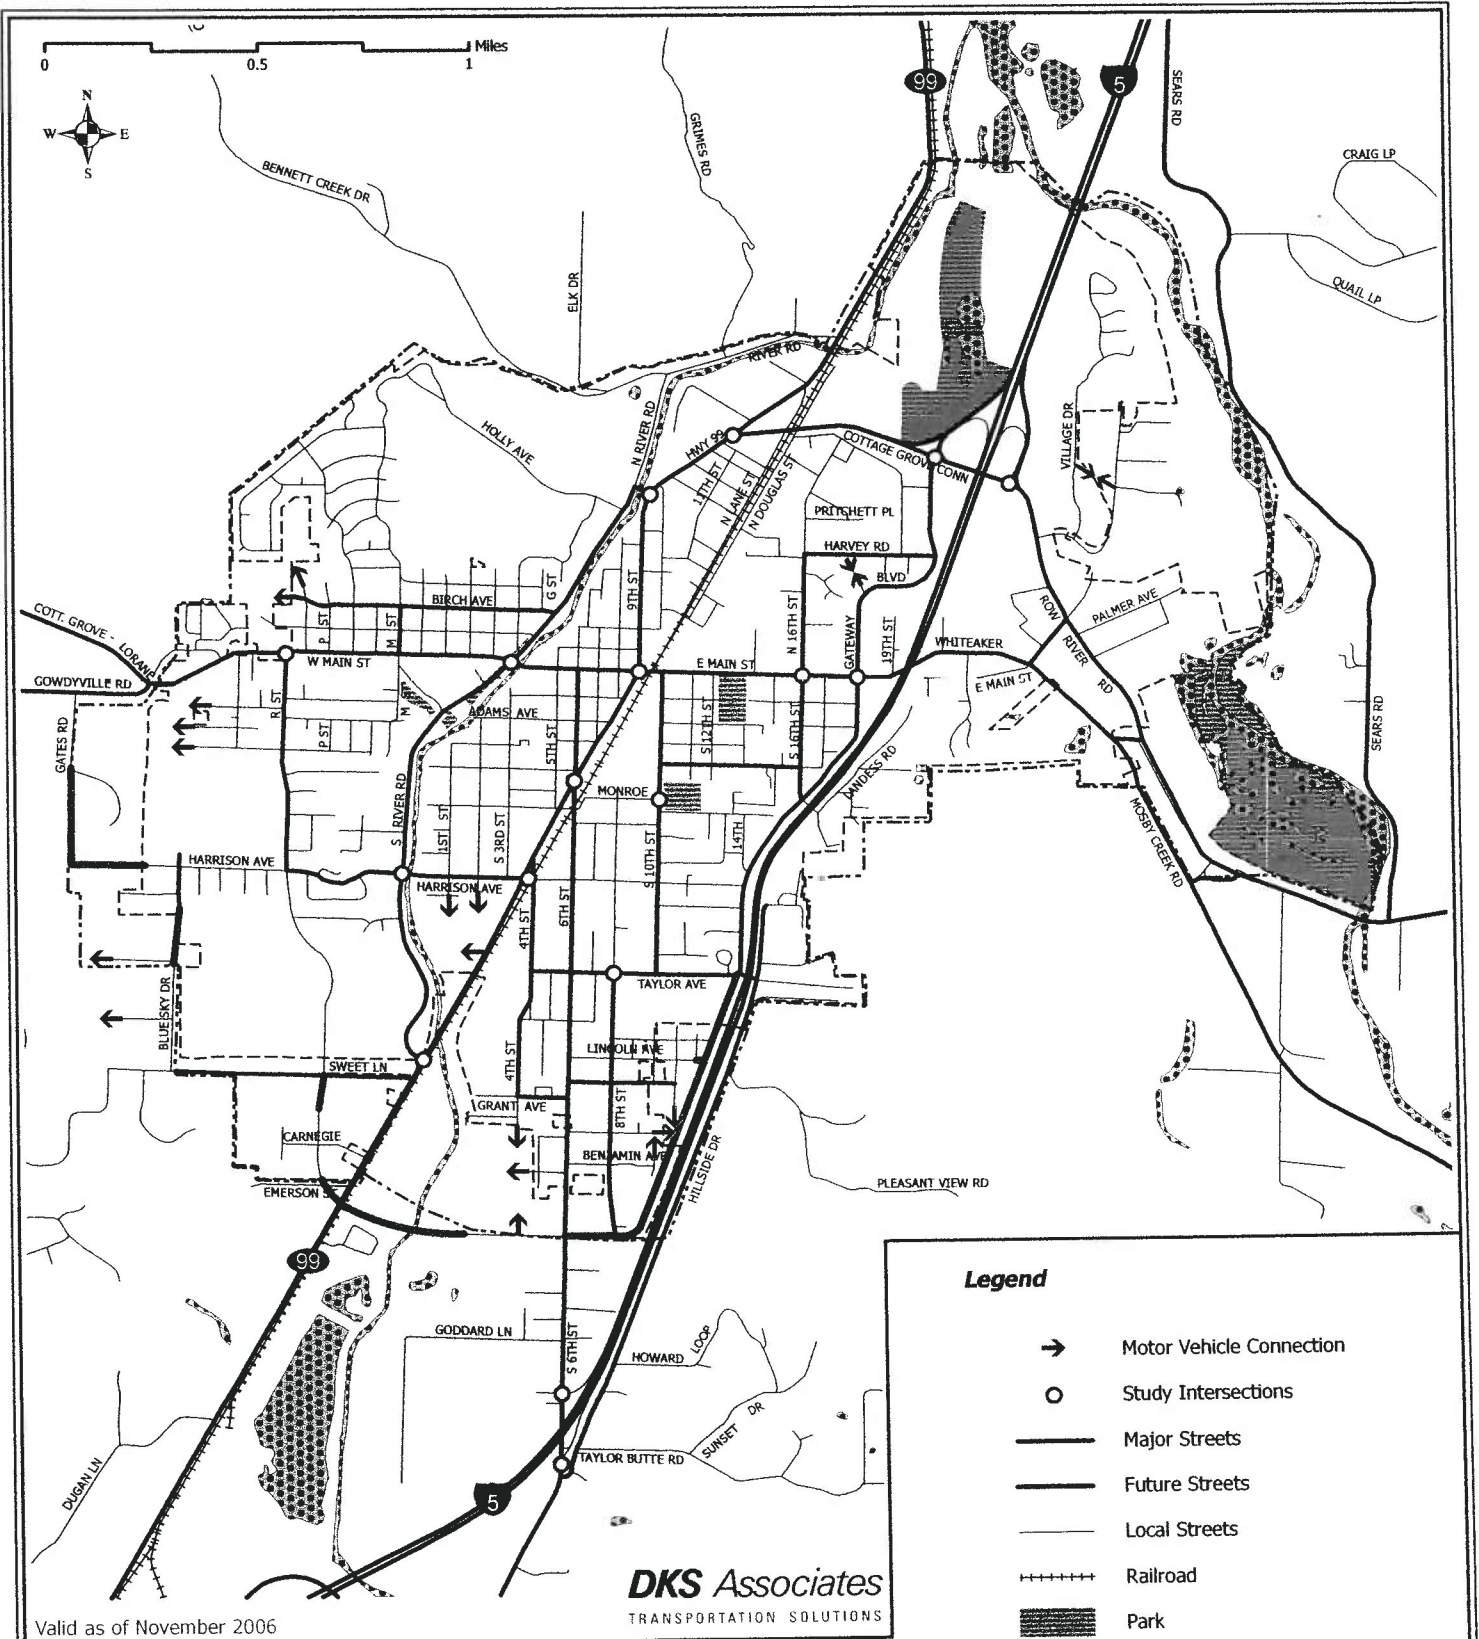 Miles
0
0.5
1
N
W
E
S
99
5
SEARS RD
GRIMES RD
BENNETT CREEK DR
CRAIG LP
QUAIL LP
ELK DR
RIVER RD
N RIVER RD
HOLLY AVE
HWY 99
COTTAGE GROVE CONN
VILLAGE DR
11TH ST
N LANE ST
N DOUGLAS ST
PRITCHETT PL
HARVEY RD
BLVD
G ST
BIRCH AVE
9TH ST
N 16TH ST
GATEWAY
19TH ST
WHITEAKER
ROW
RIVER
RD
PALMER AVE
COTT. GROVE - LORANE
P ST
M ST
W MAIN ST
E MAIN ST
E MAIN ST
GOWDYVILLE RD
GATES RD
R ST
P ST
M ST
ADAMS AVE
5TH ST
S 12TH ST
S 16TH ST
SEARS RD
LANDESS RD
S RIVER RD
1ST ST
S 3RD ST
MONROE
14TH
S 10TH ST
MOSBY CREEK RD
HARRISON AVE
HARRISON AVE
4TH ST
6TH ST
TAYLOR AVE
BLUE SKY DR
SWEET LN
4TH ST
LINCOLN AVE
GRANT AVE
8TH ST
CARNEGIE
BENJAMIN AVE
HILLSIDE DR
EMERSON ST
PLEASANT VIEW RD
99
GODDARD LN
S 6TH ST
HOWARD
LOOP
SUNSET DR
TAYLOR BUTTE RD
DUGAN LN
5
Legend
Motor Vehicle Connection
Study Intersections
Major Streets
Future Streets
Local Streets
Railroad
Park
DKS Associates
TRANSPORTATION SOLUTIONS
Valid as of November 2006